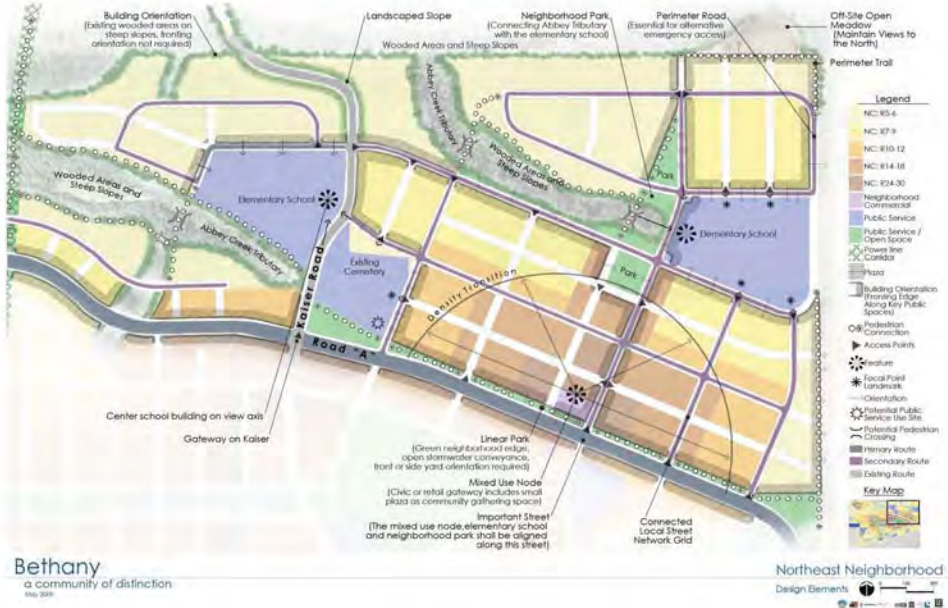 Building Orientation
(Existing wooded areas on
steep slopes, fronting
orientation not required)
Landscaped Slope
Neighborhood Park
(Connecting Abbey Tributary
with the elementary school)
Perimeter Road
(Essential for alternative
emergency access)
Off-Site Open
Meadow
(Maintain Views to
the North)
Perimeter Trail
Wooded Areas and Steep Slopes
Abbey Creek Tributary
Wooded Areas and
Steep Slopes
Park
Wooded Areas and
Steep Slopes
Elementary School
Elementary School
Abbey Creek Tributary
Existing
Cemetery
Park
Kaiser Road
Density Transition
Road "A"
Center school building on view axis
Gateway on Kaiser
Linear Park
(Green neighborhood edge,
open stormwater conveyance,
front or side yard orientation required)
Mixed Use Node
(Civic or retail gateway includes small
plaza as community gathering space)
Important Street
(The mixed use node, elementary school
and neighborhood park shall be aligned
along this street)
Connected
Local Street
Network Grid
Legend
NC: R5-6
NC: R7-9
NC: R10-12
NC: R14-18
NC: R24-30
Neighborhood
Commercial
Public Service
Public Service /
Open Space
Power line
Corridor
Plaza
Building Orientation
(Fronting Edge
Along Key Public
Spaces)
Pedestrian
Connection
Access Points
Feature
Focal Point
Landmark
Orientation
Potential Public
Service Use Site
Potential Pedestrian
Crossing
Primary Route
Secondary Route
Existing Route
Key Map
Bethany
a community of distinction
Northeast Neighborhood
Design Elements